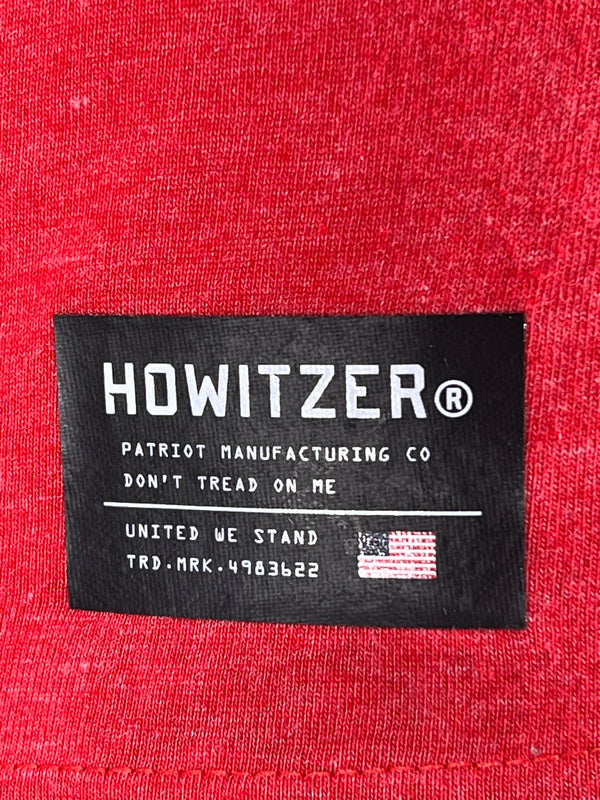 HOWITZER®
PATRIOT MANUFACTURING CO
DON'T TREAD ON ME
UNITED WE STAND
TRD.MRK.4983622